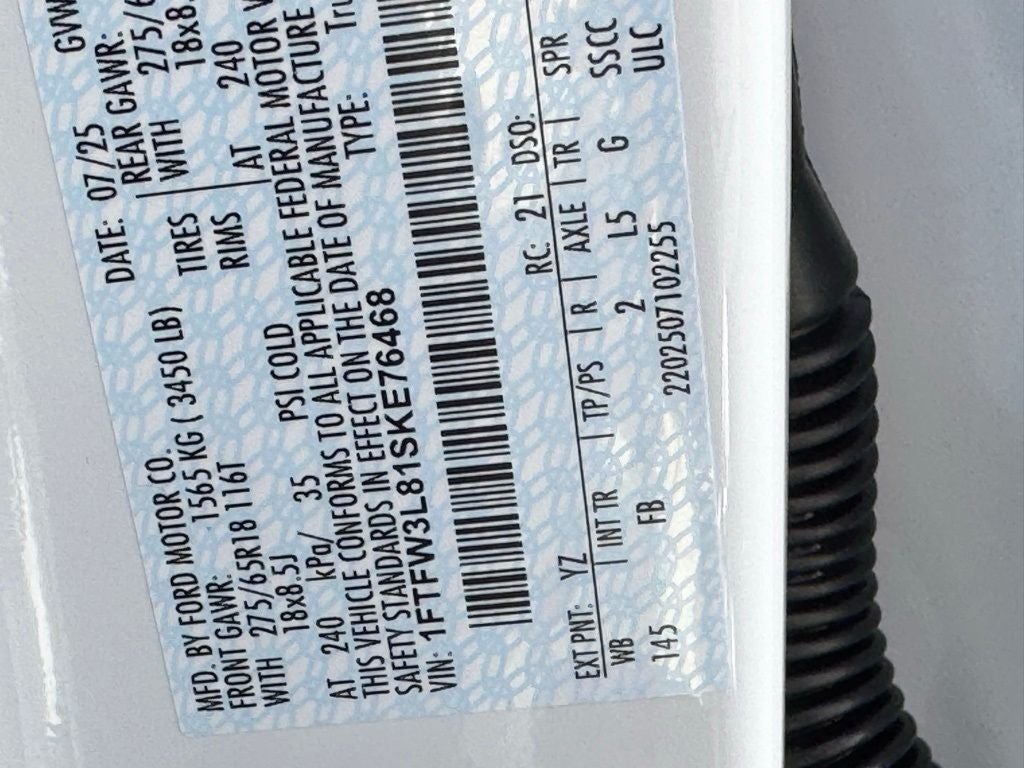 MFD. BY FORD MOTOR CO.
DATE: 07/25 GVW
FRONT GAWR: 1565 KG ( 3450 LB) REAR GAWR:
WITH 275/65R18 116T TIRES WITH 275/6
18x8.5J RIMS 18x8.
AT 240 kPa/ 35 PSI COLD AT 240
THIS VEHICLE CONFORMS TO ALL APPLICABLE FEDERAL MOTOR V
SAFETY STANDARDS IN EFFECT ON THE DATE OF MANUFACTURE
VIN: 1FTFW3L81SKE76468 TYPE: Tru
EXT PNT: YZ RC: 21 DSO:
WB INT TR TP/PS R AXLE TR SPR
145 FB 2 L5 G SSCC
ULC
2202507102255